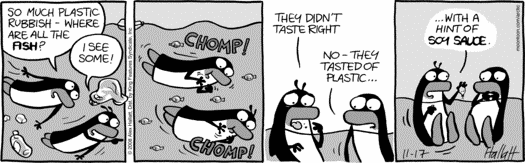 SO MUCH PLASTIC
RUBBISH - WHERE
ARE ALL THE
FISH?
I SEE
SOME!
© 2008 Alex Hallatt, Dist. by King Features Syndicate, Inc.
CHOMP!
CHOMP!
THEY DIDN'T
TASTE RIGHT
NO - THEY
TASTED OF
PLASTIC...
...WITH A
HINT OF
SOY SAUCE.
11-17
Hallatt